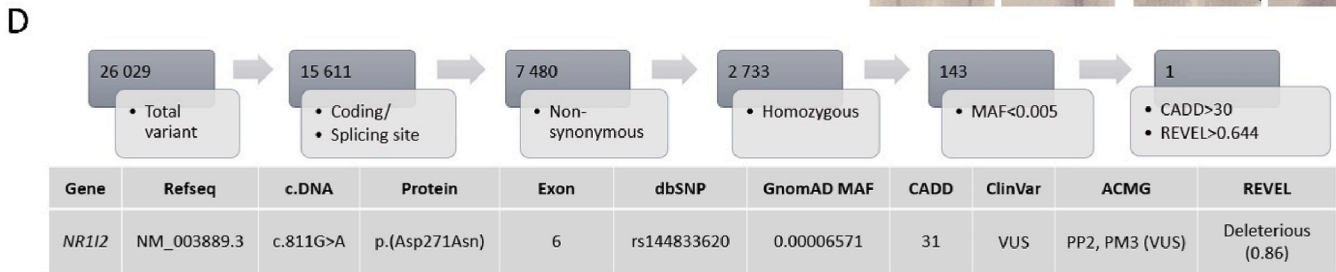 D
26 029
15 611
7 480
2 733
143
1
• Total
variant
• Coding/
• Splicing site
• Non-
synonymous
• Homozygous
• MAF<0.005
• CADD>30
• REVEL>0.644
Gene Refseq c.DNA Protein Exon dbSNP GnomAD MAF CADD ClinVar ACMG REVEL
NR1I2 NM_003889.3 c.811G>A p.(Asp271Asn) 6 rs144833620 0.00006571 31 VUS PP2, PM3 (VUS) Deleterious
(0.86)